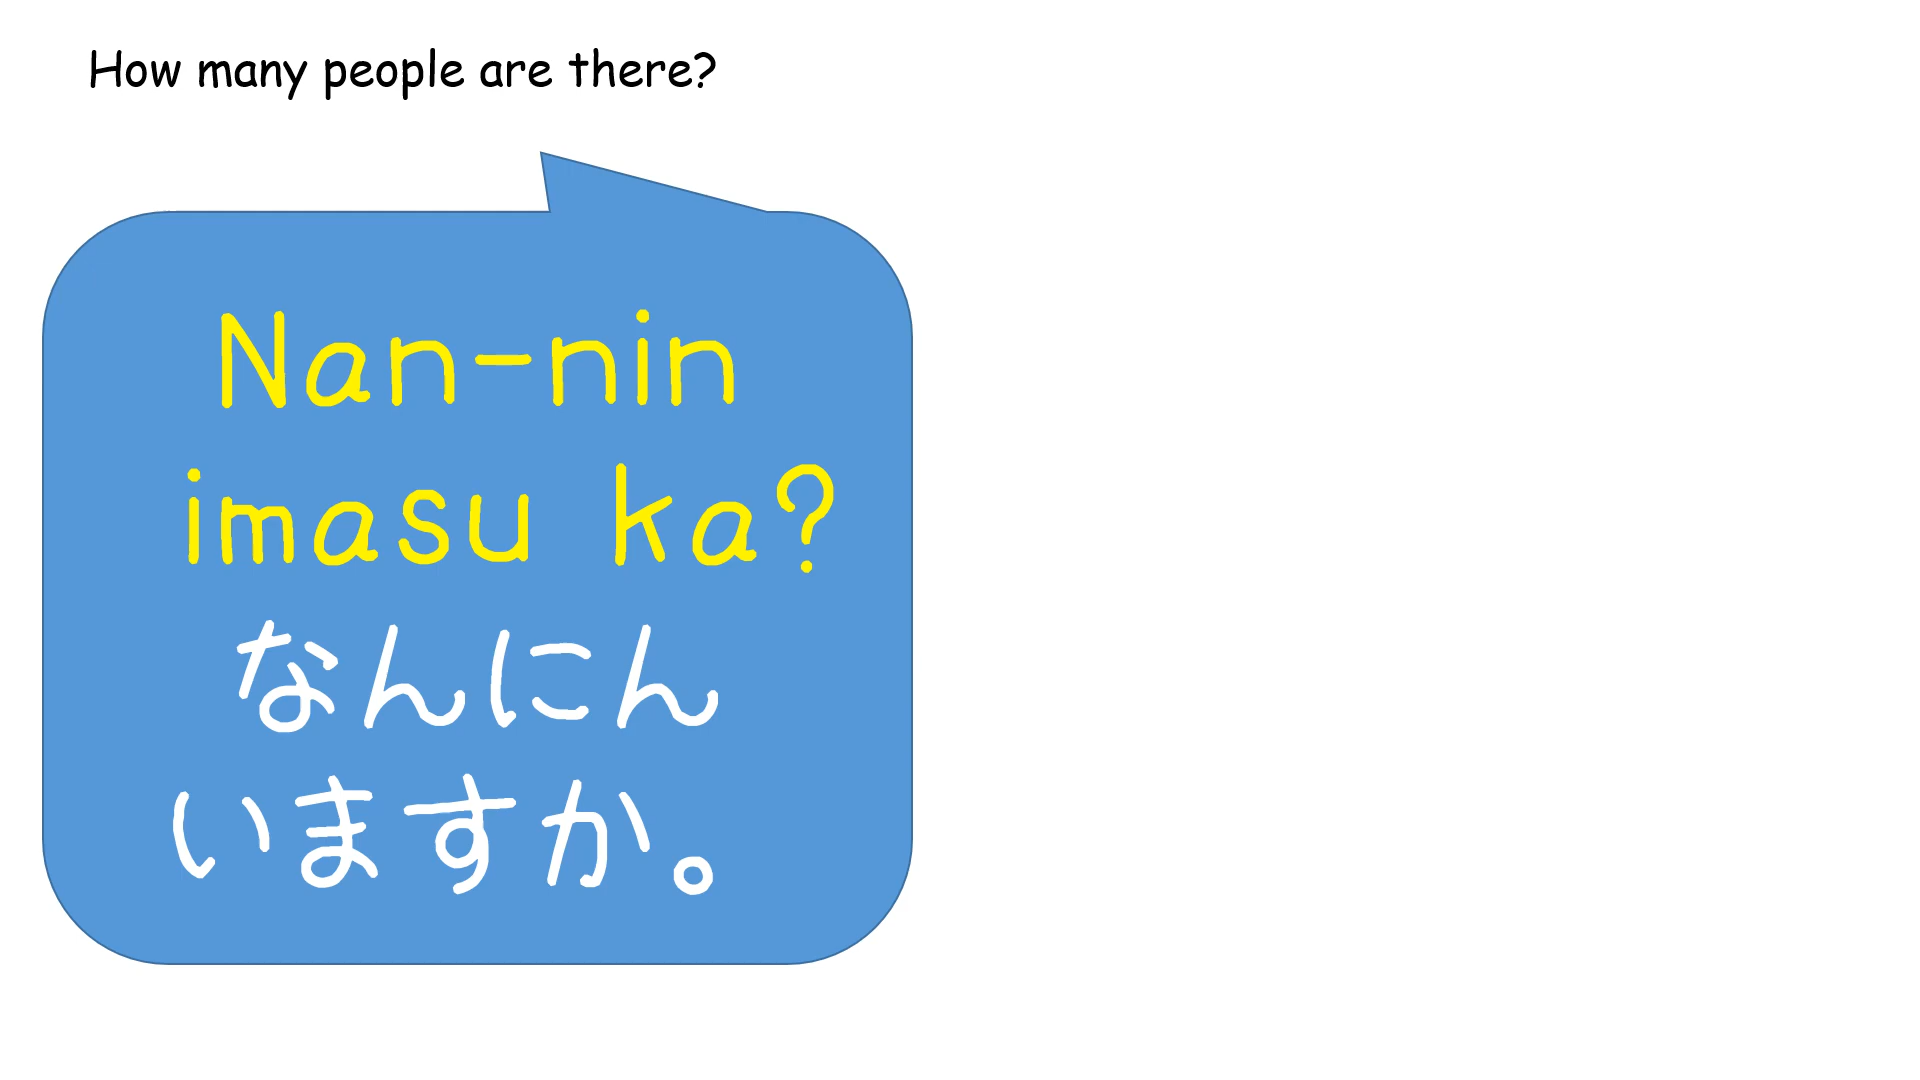 How many people are there?
Nan-nin
imasu ka?
なんにん
いますか。